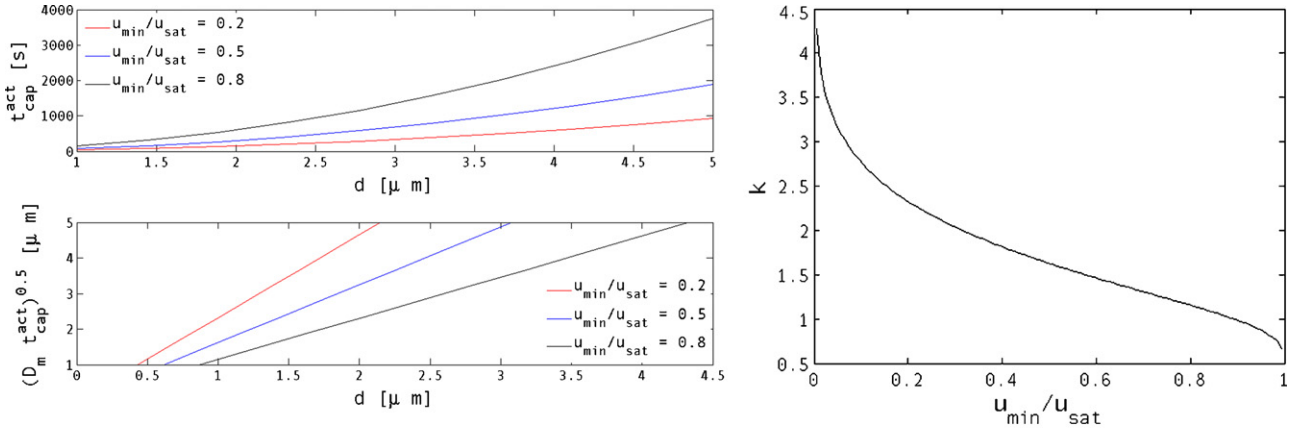 t^act_cap [s]
4000
3000
2000
1000
0
u_min/u_sat = 0.2
u_min/u_sat = 0.5
u_min/u_sat = 0.8
1 1.5 2 2.5 3 3.5 4 4.5 5
d [μ m]
(D_m t^act_cap)^0.5 [μ m]
5
4
3
2
1
u_min/u_sat = 0.2
u_min/u_sat = 0.5
u_min/u_sat = 0.8
0 0.5 1 1.5 2 2.5 3 3.5 4 4.5
d [μ m]
k
4.5
4
3.5
3
2.5
2
1.5
1
0.5
0 0.2 0.4 0.6 0.8 1
u_min/u_sat